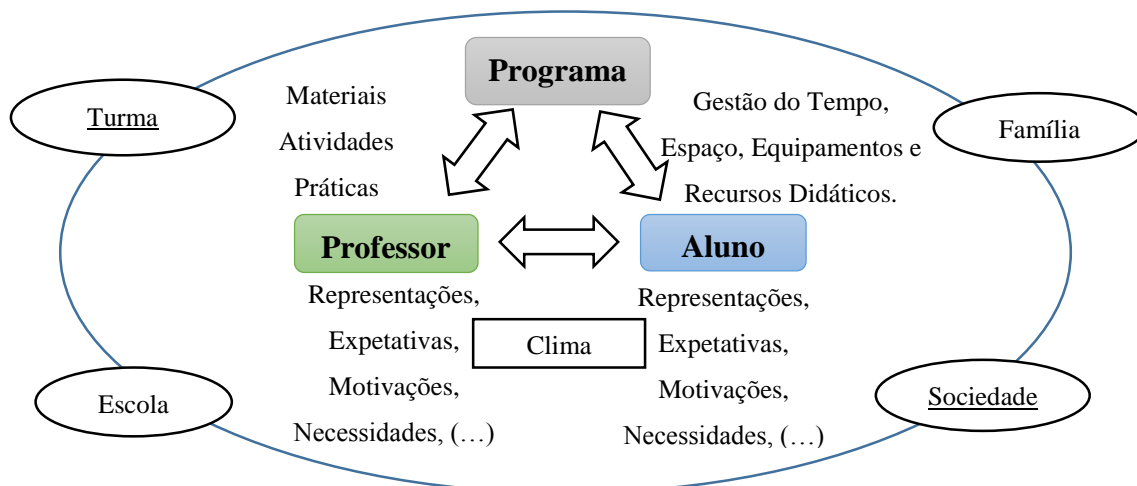 Programa
Materiais
Gestão do Tempo,
Turma
Família
Atividades
Espaço, Equipamentos e
Práticas
Recursos Didáticos.
Professor
Aluno
Representações,
Representações,
Expetativas,
Clima
Expetativas,
Motivações,
Motivações,
Escola
Sociedade
Necessidades, (…)
Necessidades, (…)